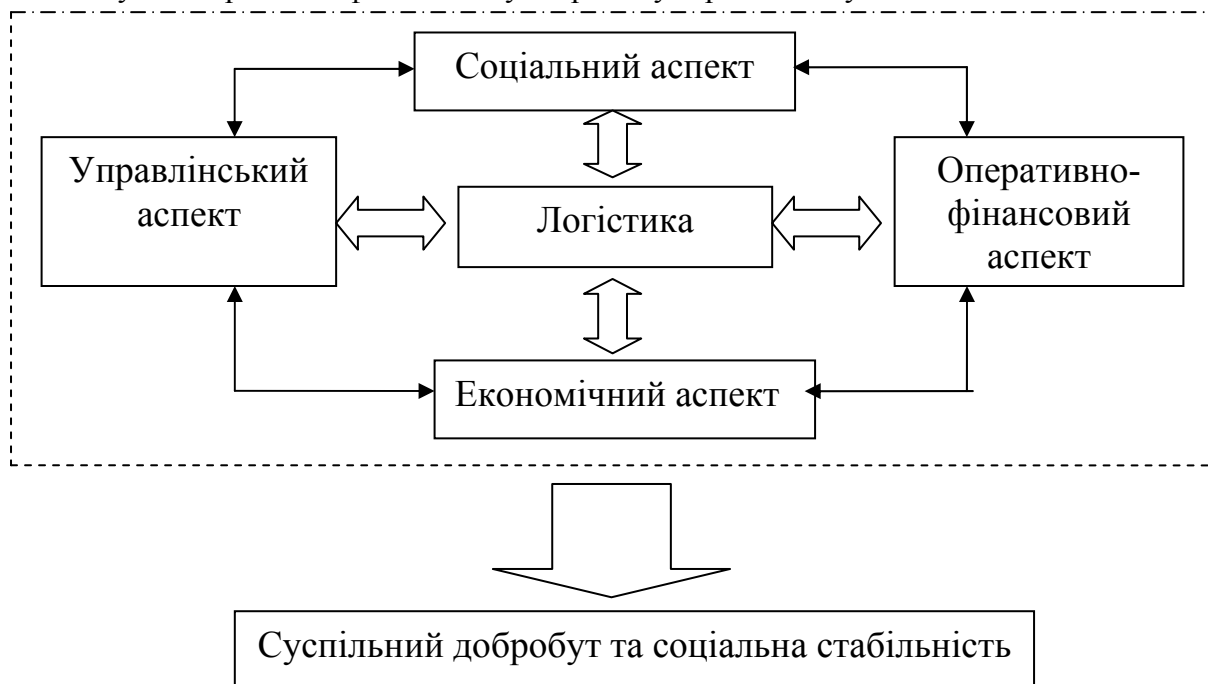 Соціальний аспект
Управлінський
аспект
Логістика
Оперативно-
фінансовий
аспект
Економічний аспект
Суспільний добробут та соціальна стабільність